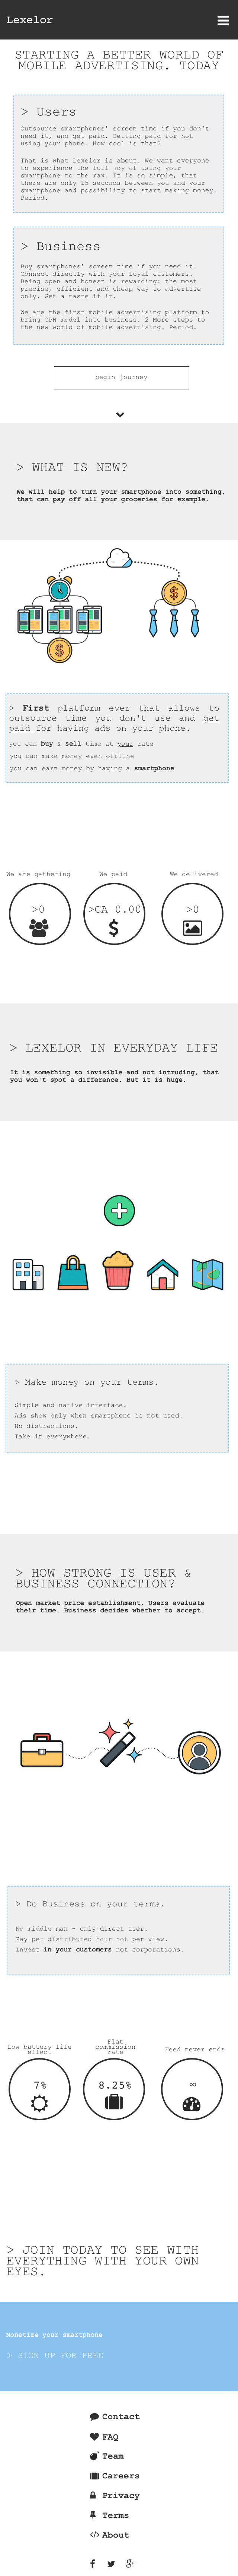 Lexelor
STARTING A BETTER WORLD OF
MOBILE ADVERTISING. TODAY
> Users
Outsource smartphones' screen time if you don't
need it, and get paid. Getting paid for not
using your phone. How cool is that?
That is what Lexelor is about. We want everyone
to experience the full joy of using your
smartphone to the max. It is so simple, that
there are only 15 seconds between you and your
smartphone and possibility to start making money.
Period.
> Business
Buy smartphones' screen time if you need it.
Connect directly with your loyal customers.
Being open and honest is rewarding: the most
precise, efficient and cheap way to advertise
only. Get a taste if it.
We are the first mobile advertising platform to
bring CPH model into business. 2 More steps to
the new world of mobile advertising. Period.
begin journey
> WHAT IS NEW?
We will help to turn your smartphone into something,
that can pay off all your groceries for example.
> First platform ever that allows to
outsource time you don't use and get
paid for having ads on your phone.
you can buy & sell time at your rate
you can make money even offline
you can earn money by having a smartphone
We are gathering
We paid
We delivered
>0
>CA 0.00
>0
> LEXELOR IN EVERYDAY LIFE
It is something so invisible and not intruding, that
you won't spot a difference. But it is huge.
> Make money on your terms.
Simple and native interface.
Ads show only when smartphone is not used.
No distractions.
Take it everywhere.
> HOW STRONG IS USER &
BUSINESS CONNECTION?
Open market price establishment. Users evaluate
their time. Business decides whether to accept.
> Do Business on your terms.
No middle man - only direct user.
Pay per distributed hour not per view.
Invest in your customers not corporations.
Low battery life
effect
Flat
commission
rate
Feed never ends
7%
8.25%
∞
> JOIN TODAY TO SEE WITH
EVERYTHING WITH YOUR OWN
EYES.
Monetize your smartphone
> SIGN UP FOR FREE
Contact
FAQ
Team
Careers
Privacy
Terms
About